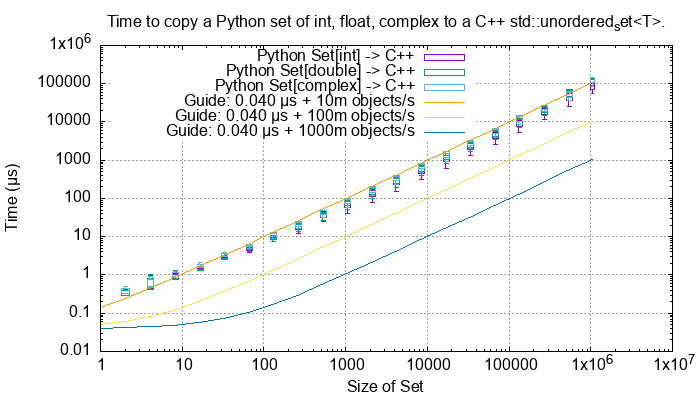 Time to copy a Python set of int, float, complex to a C++ std::unordered_set<T>.
1x10^6
100000
10000
1000
100
10
1
0.1
0.01
Time (µs)
Python Set[int] -> C++
Python Set[double] -> C++
Python Set[complex] -> C++
Guide: 0.040 µs + 10m objects/s
Guide: 0.040 µs + 100m objects/s
Guide: 0.040 µs + 1000m objects/s
1 10 100 1000 10000 100000 1x10^6 1x10^7
Size of Set